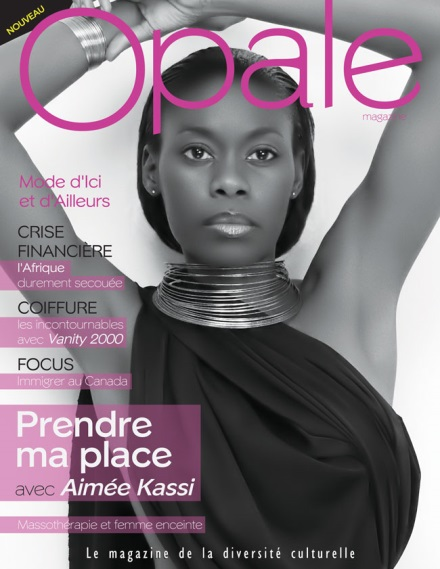 NOUVEAU
Opale
magazine
Mode d'Ici
et d'Ailleurs
CRISE
FINANCIÈRE
l'Afrique
durement secouée
COIFFURE
les incontournables
avec Vanity 2000
FOCUS
Immigrer au Canada
Prendre
ma place
avec Aimée Kassi
Massothérapie et femme enceinte
Le magazine de la diversité culturelle